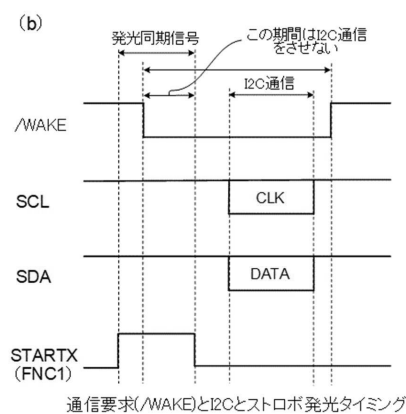 (b)
発光同期信号
この期間はI2C通信
をさせない
I2C通信
/WAKE
SCL
CLK
SDA
DATA
STARTX
(FNC1)
通信要求(/WAKE)とI2Cとストロボ発光タイミング